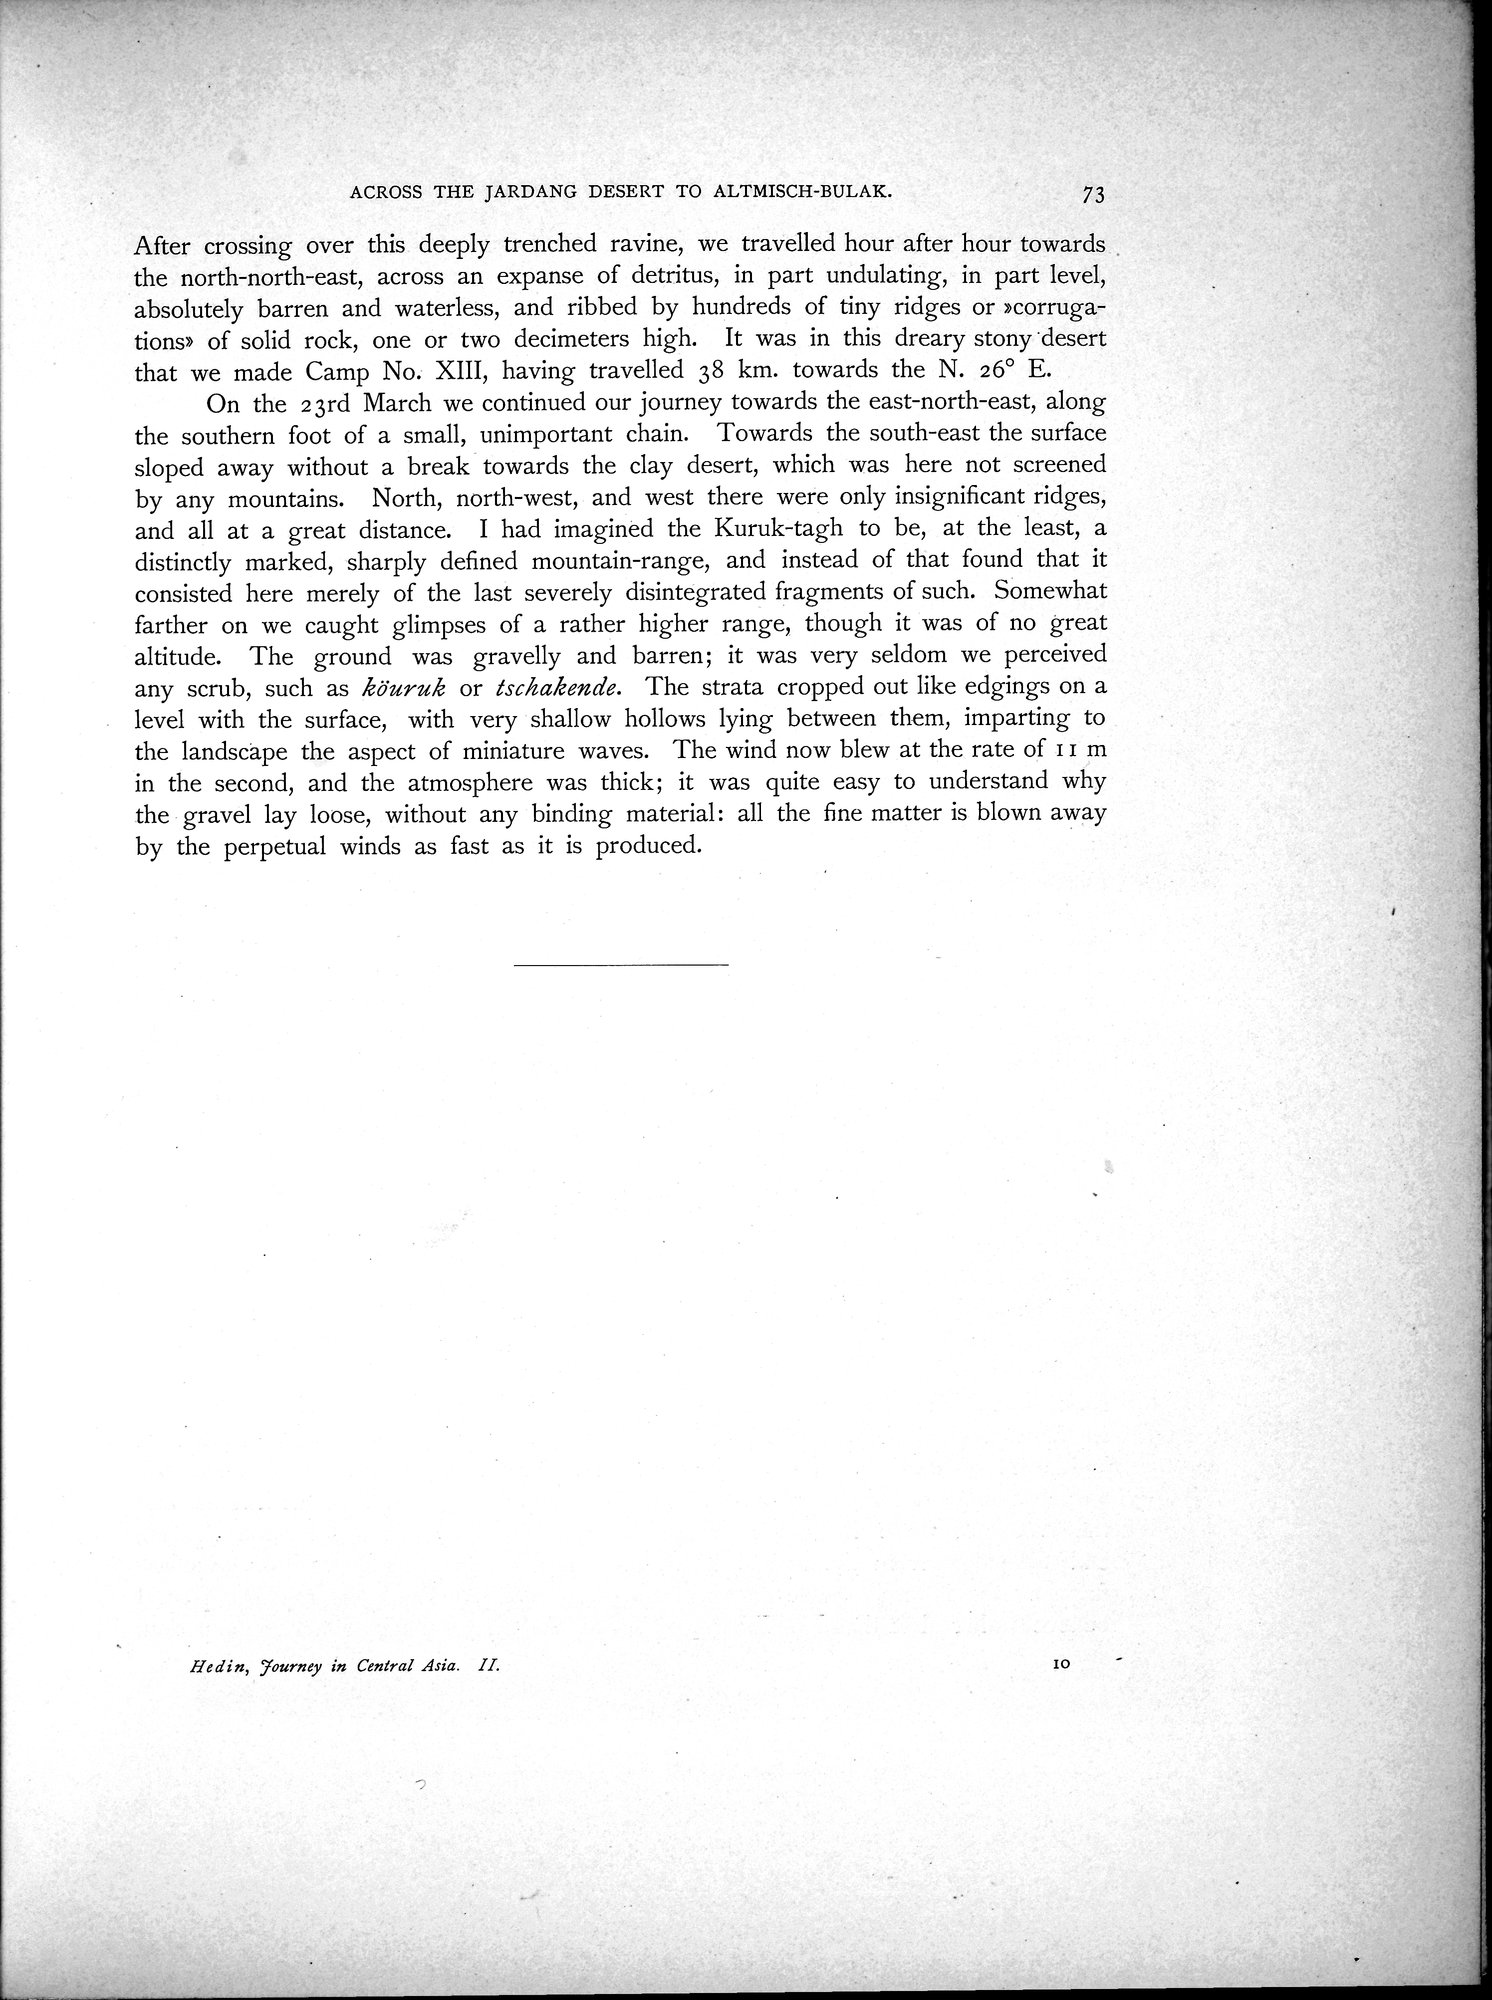 ACROSS THE JARDANG DESERT TO ALTMISCH-BULAK. 73
After crossing over this deeply trenched ravine, we travelled hour after hour towards
the north-north-east, across an expanse of detritus, in part undulating, in part level,
absolutely barren and waterless, and ribbed by hundreds of tiny ridges or »corruga-
tions» of solid rock, one or two decimeters high. It was in this dreary stony desert
that we made Camp No. XIII, having travelled 38 km. towards the N. 26° E.
On the 23rd March we continued our journey towards the east-north-east, along
the southern foot of a small, unimportant chain. Towards the south-east the surface
sloped away without a break towards the clay desert, which was here not screened
by any mountains. North, north-west, and west there were only insignificant ridges,
and all at a great distance. I had imagined the Kuruk-tagh to be, at the least, a
distinctly marked, sharply defined mountain-range, and instead of that found that it
consisted here merely of the last severely disintegrated fragments of such. Somewhat
farther on we caught glimpses of a rather higher range, though it was of no great
altitude. The ground was gravelly and barren; it was very seldom we perceived
any scrub, such as köuruk or tschakende. The strata cropped out like edgings on a
level with the surface, with very shallow hollows lying between them, imparting to
the landscape the aspect of miniature waves. The wind now blew at the rate of 11 m
in the second, and the atmosphere was thick; it was quite easy to understand why
the gravel lay loose, without any binding material: all the fine matter is blown away
by the perpetual winds as fast as it is produced.
Hedin, Journey in Central Asia. II. 10